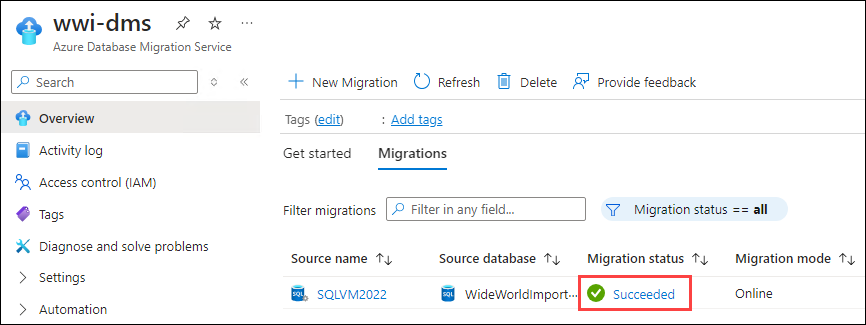 wwi-dms
Azure Database Migration Service
Search
Overview
Activity log
Access control (IAM)
Tags
Diagnose and solve problems
Settings
Automation
New Migration Refresh Delete Provide feedback
Tags (edit) : Add tags
Get started Migrations
Filter migrations Filter in any field... Migration status == all
Source name Source database Migration status Migration mode
SQL SQLVM2022 SQL WideWorldImport... Succeeded Online